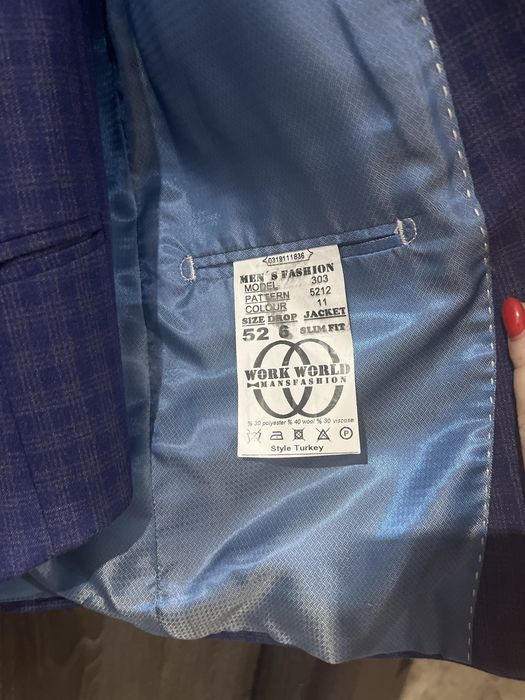 0319111636
MEN´S FASHION
MODEL 303
PATTERN 5212
COLOUR 11
SIZE DROP JACKET
52 6 SLIM FIT
WORK WORLD
MANSFASHION
% 30 polyester % 40 wool % 30 viscose
P
Style Turkey